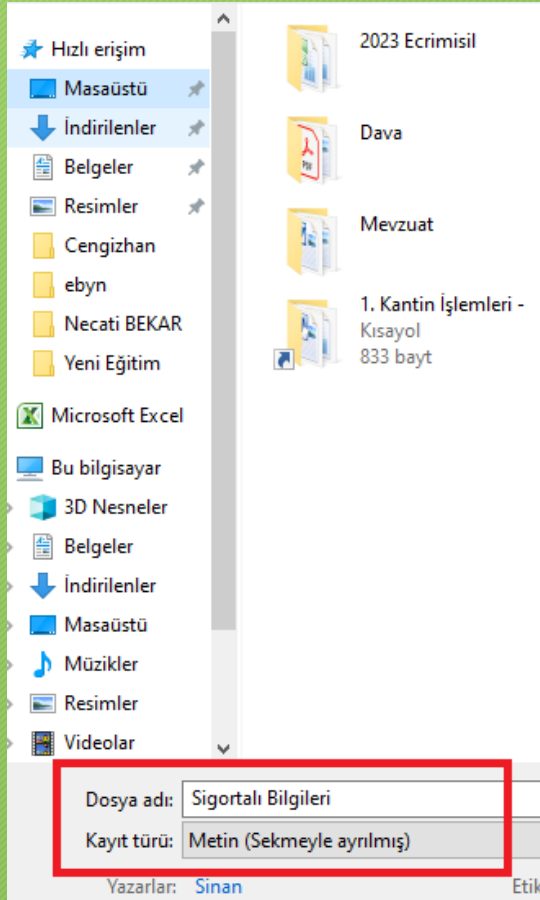 Hızlı erişim
Masaüstü
İndirilenler
Belgeler
Resimler
Cengizhan
ebyn
Necati BEKAR
Yeni Eğitim
Microsoft Excel
Bu bilgisayar
3D Nesneler
Belgeler
İndirilenler
Masaüstü
Müzikler
Resimler
Videolar
2023 Ecrimisil
Dava
PDF
Mevzuat
1. Kantin İşlemleri -
Kısayol
833 bayt
Dosya adı: Sigortalı Bilgileri
Kayıt türü: Metin (Sekmeyle ayrılmış)
Yazarlar: Sinan
Etik